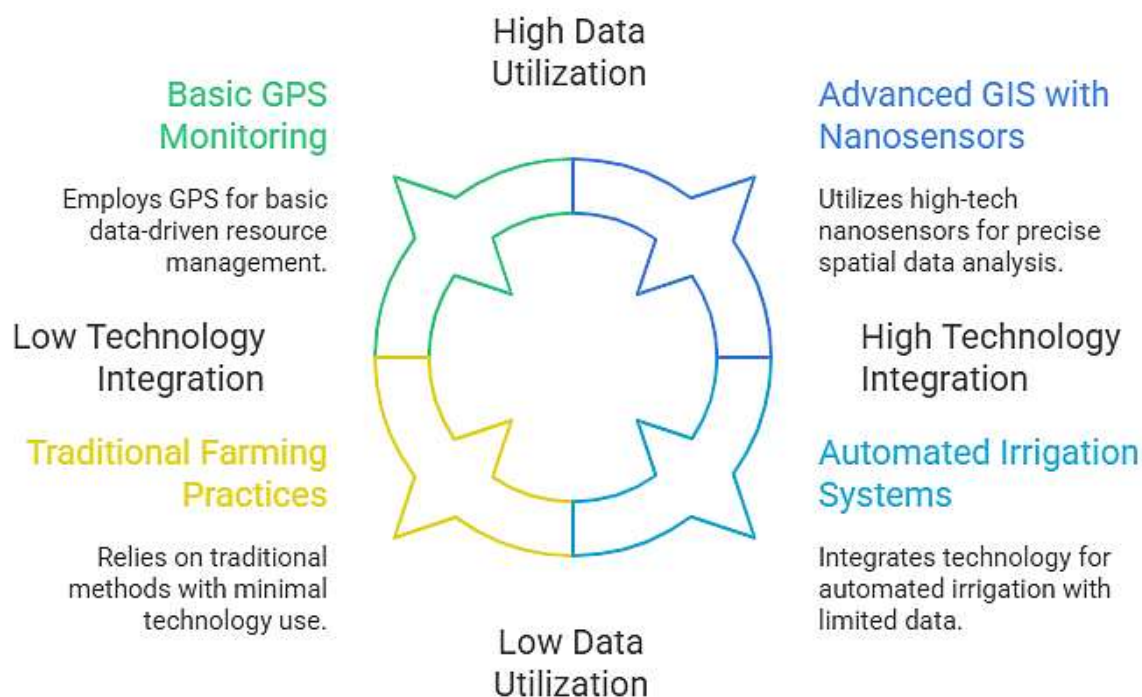 High Data
Utilization
Basic GPS
Monitoring
Employs GPS for basic
data-driven resource
management.
Advanced GIS with
Nanosensors
Utilizes high-tech
nanosensors for precise
spatial data analysis.
Low Technology
Integration
High Technology
Integration
Traditional Farming
Practices
Relies on traditional
methods with minimal
technology use.
Automated Irrigation
Systems
Integrates technology for
automated irrigation with
limited data.
Low Data
Utilization